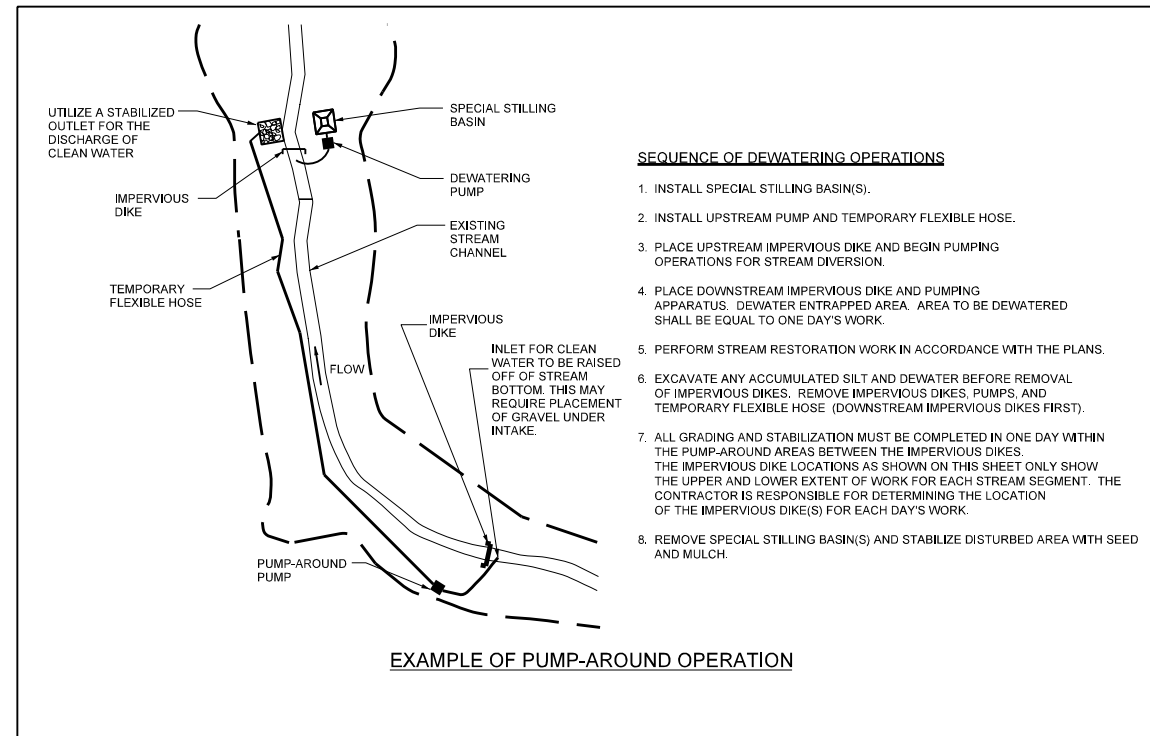 UTILIZE A STABILIZED
OUTLET FOR THE
DISCHARGE OF
CLEAN WATER
IMPERVIOUS
DIKE
TEMPORARY
FLEXIBLE HOSE
SPECIAL STILLING
BASIN
DEWATERING
PUMP
EXISTING
STREAM
CHANNEL
IMPERVIOUS
DIKE
INLET FOR CLEAN
WATER TO BE RAISED
OFF OF STREAM
BOTTOM. THIS MAY
REQUIRE PLACEMENT
OF GRAVEL UNDER
INTAKE.
FLOW
PUMP-AROUND
PUMP
SEQUENCE OF DEWATERING OPERATIONS
1. INSTALL SPECIAL STILLING BASIN(S).
2. INSTALL UPSTREAM PUMP AND TEMPORARY FLEXIBLE HOSE.
3. PLACE UPSTREAM IMPERVIOUS DIKE AND BEGIN PUMPING
OPERATIONS FOR STREAM DIVERSION.
4. PLACE DOWNSTREAM IMPERVIOUS DIKE AND PUMPING
APPARATUS. DEWATER ENTRAPPED AREA. AREA TO BE DEWATERED
SHALL BE EQUAL TO ONE DAY'S WORK.
5. PERFORM STREAM RESTORATION WORK IN ACCORDANCE WITH THE PLANS.
6. EXCAVATE ANY ACCUMULATED SILT AND DEWATER BEFORE REMOVAL
OF IMPERVIOUS DIKES. REMOVE IMPERVIOUS DIKES, PUMPS, AND
TEMPORARY FLEXIBLE HOSE (DOWNSTREAM IMPERVIOUS DIKES FIRST).
7. ALL GRADING AND STABILIZATION MUST BE COMPLETED IN ONE DAY WITHIN
THE PUMP-AROUND AREAS BETWEEN THE IMPERVIOUS DIKES.
THE IMPERVIOUS DIKE LOCATIONS AS SHOWN ON THIS SHEET ONLY SHOW
THE UPPER AND LOWER EXTENT OF WORK FOR EACH STREAM SEGMENT. THE
CONTRACTOR IS RESPONSIBLE FOR DETERMINING THE LOCATION
OF THE IMPERVIOUS DIKE(S) FOR EACH DAY'S WORK.
8. REMOVE SPECIAL STILLING BASIN(S) AND STABILIZE DISTURBED AREA WITH SEED
AND MULCH.
EXAMPLE OF PUMP-AROUND OPERATION